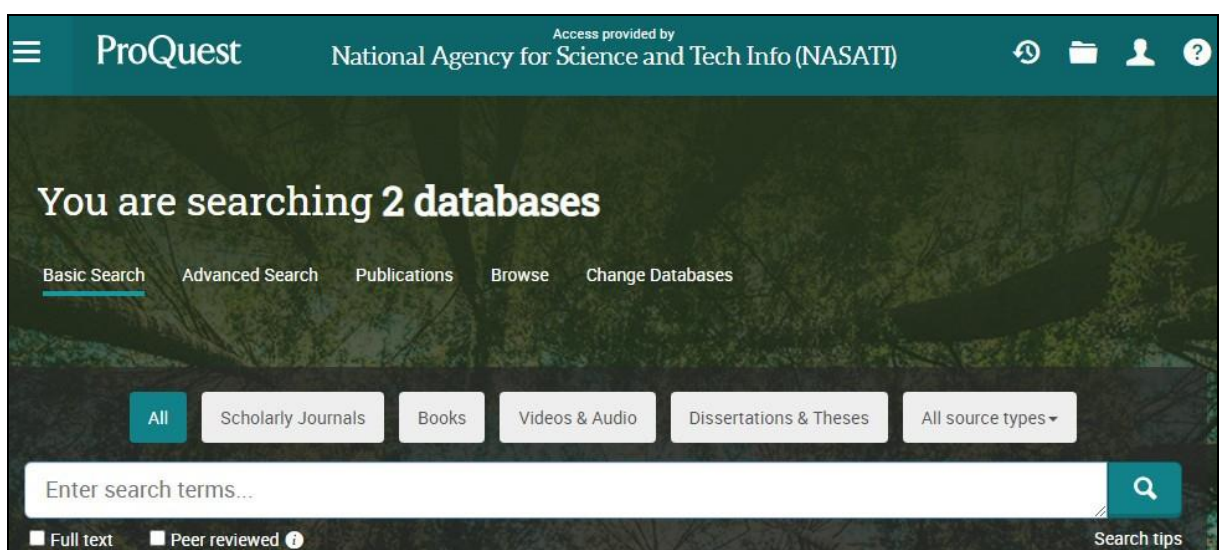 Access provided by
ProQuest National Agency for Science and Tech Info (NASATI) ?
You are searching 2 databases
Basic Search Advanced Search Publications Browse Change Databases
All Scholarly Journals Books Videos & Audio Dissertations & Theses All source types
Enter search terms...
Full text Peer reviewed i Search tips